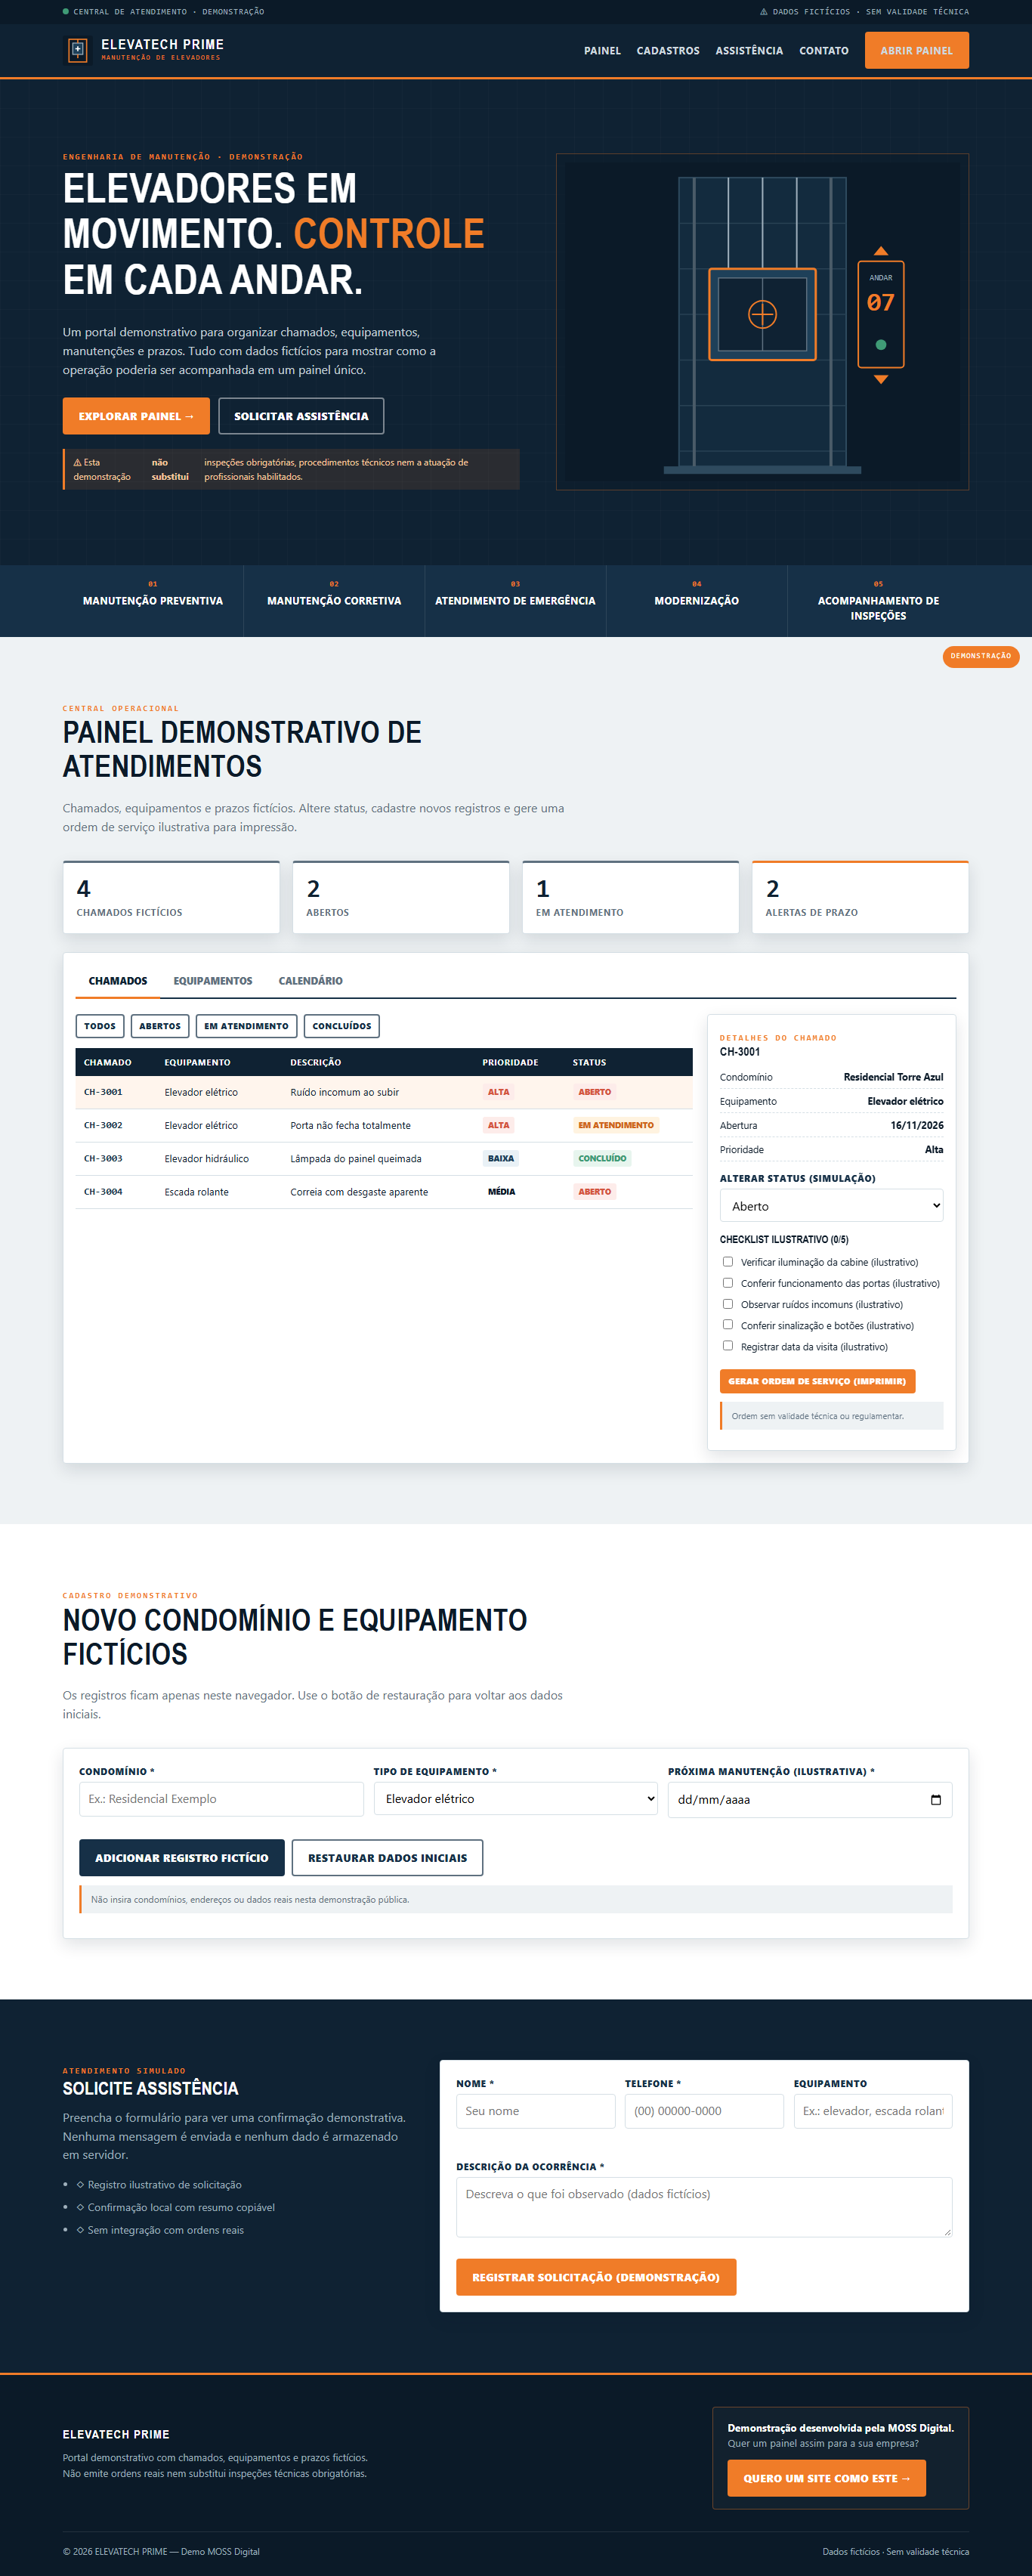 CENTRAL DE ATENDIMENTO · DEMONSTRAÇÃO
⚠ DADOS FICTÍCIOS · SEM VALIDADE TÉCNICA
ELEVATECH PRIME
MANUTENÇÃO DE ELEVADORES
PAINEL
CADASTROS
ASSISTÊNCIA
CONTATO
ABRIR PAINEL
ENGENHARIA DE MANUTENÇÃO · DEMONSTRAÇÃO
ELEVADORES EM
MOVIMENTO. CONTROLE
EM CADA ANDAR.
Um portal demonstrativo para organizar chamados, equipamentos,
manutenções e prazos. Tudo com dados fictícios para mostrar como a
operação poderia ser acompanhada em um painel único.
EXPLORAR PAINEL →
SOLICITAR ASSISTÊNCIA
⚠ Esta
demonstração
não
substitui
inspeções obrigatórias, procedimentos técnicos nem a atuação de
profissionais habilitados.
ANDAR
07
01
MANUTENÇÃO PREVENTIVA
02
MANUTENÇÃO CORRETIVA
03
ATENDIMENTO DE EMERGÊNCIA
04
MODERNIZAÇÃO
05
ACOMPANHAMENTO DE
INSPEÇÕES
DEMONSTRAÇÃO
CENTRAL OPERACIONAL
PAINEL DEMONSTRATIVO DE
ATENDIMENTOS
Chamados, equipamentos e prazos fictícios. Altere status, cadastre novos registros e gere uma
ordem de serviço ilustrativa para impressão.
4
CHAMADOS FICTÍCIOS
2
ABERTOS
1
EM ATENDIMENTO
2
ALERTAS DE PRAZO
CHAMADOS
EQUIPAMENTOS
CALENDÁRIO
TODOS
ABERTOS
EM ATENDIMENTO
CONCLUÍDOS
CHAMADO EQUIPAMENTO DESCRIÇÃO PRIORIDADE STATUS
CH-3001 Elevador elétrico Ruído incomum ao subir ALTA ABERTO
CH-3002 Elevador elétrico Porta não fecha totalmente ALTA EM ATENDIMENTO
CH-3003 Elevador hidráulico Lâmpada do painel queimada BAIXA CONCLUÍDO
CH-3004 Escada rolante Correia com desgaste aparente MÉDIA ABERTO
DETALHES DO CHAMADO
CH-3001
Condomínio Residencial Torre Azul
Equipamento Elevador elétrico
Abertura 16/11/2026
Prioridade Alta
ALTERAR STATUS (SIMULAÇÃO)
Aberto
CHECKLIST ILUSTRATIVO (0/5)
Verificar iluminação da cabine (ilustrativo)
Conferir funcionamento das portas (ilustrativo)
Observar ruídos incomuns (ilustrativo)
Conferir sinalização e botões (ilustrativo)
Registrar data da visita (ilustrativo)
GERAR ORDEM DE SERVIÇO (IMPRIMIR)
Ordem sem validade técnica ou regulamentar.
CADASTRO DEMONSTRATIVO
NOVO CONDOMÍNIO E EQUIPAMENTO
FICTÍCIOS
Os registros ficam apenas neste navegador. Use o botão de restauração para voltar aos dados
iniciais.
CONDOMÍNIO *
Ex.: Residencial Exemplo
TIPO DE EQUIPAMENTO *
Elevador elétrico
PRÓXIMA MANUTENÇÃO (ILUSTRATIVA) *
dd/mm/aaaa
ADICIONAR REGISTRO FICTÍCIO
RESTAURAR DADOS INICIAIS
Não insira condomínios, endereços ou dados reais nesta demonstração pública.
ATENDIMENTO SIMULADO
SOLICITE ASSISTÊNCIA
Preencha o formulário para ver uma confirmação demonstrativa.
Nenhuma mensagem é enviada e nenhum dado é armazenado
em servidor.
• ◇ Registro ilustrativo de solicitação
• ◇ Confirmação local com resumo copiável
• ◇ Sem integração com ordens reais
NOME *
Seu nome
TELEFONE *
(00) 00000-0000
EQUIPAMENTO
Ex.: elevador, escada rolant
DESCRIÇÃO DA OCORRÊNCIA *
Descreva o que foi observado (dados fictícios)
REGISTRAR SOLICITAÇÃO (DEMONSTRAÇÃO)
ELEVATECH PRIME
Portal demonstrativo com chamados, equipamentos e prazos fictícios.
Não emite ordens reais nem substitui inspeções técnicas obrigatórias.
Demonstração desenvolvida pela MOSS Digital.
Quer um painel assim para a sua empresa?
QUERO UM SITE COMO ESTE →
© 2026 ELEVATECH PRIME — Demo MOSS Digital
Dados fictícios · Sem validade técnica